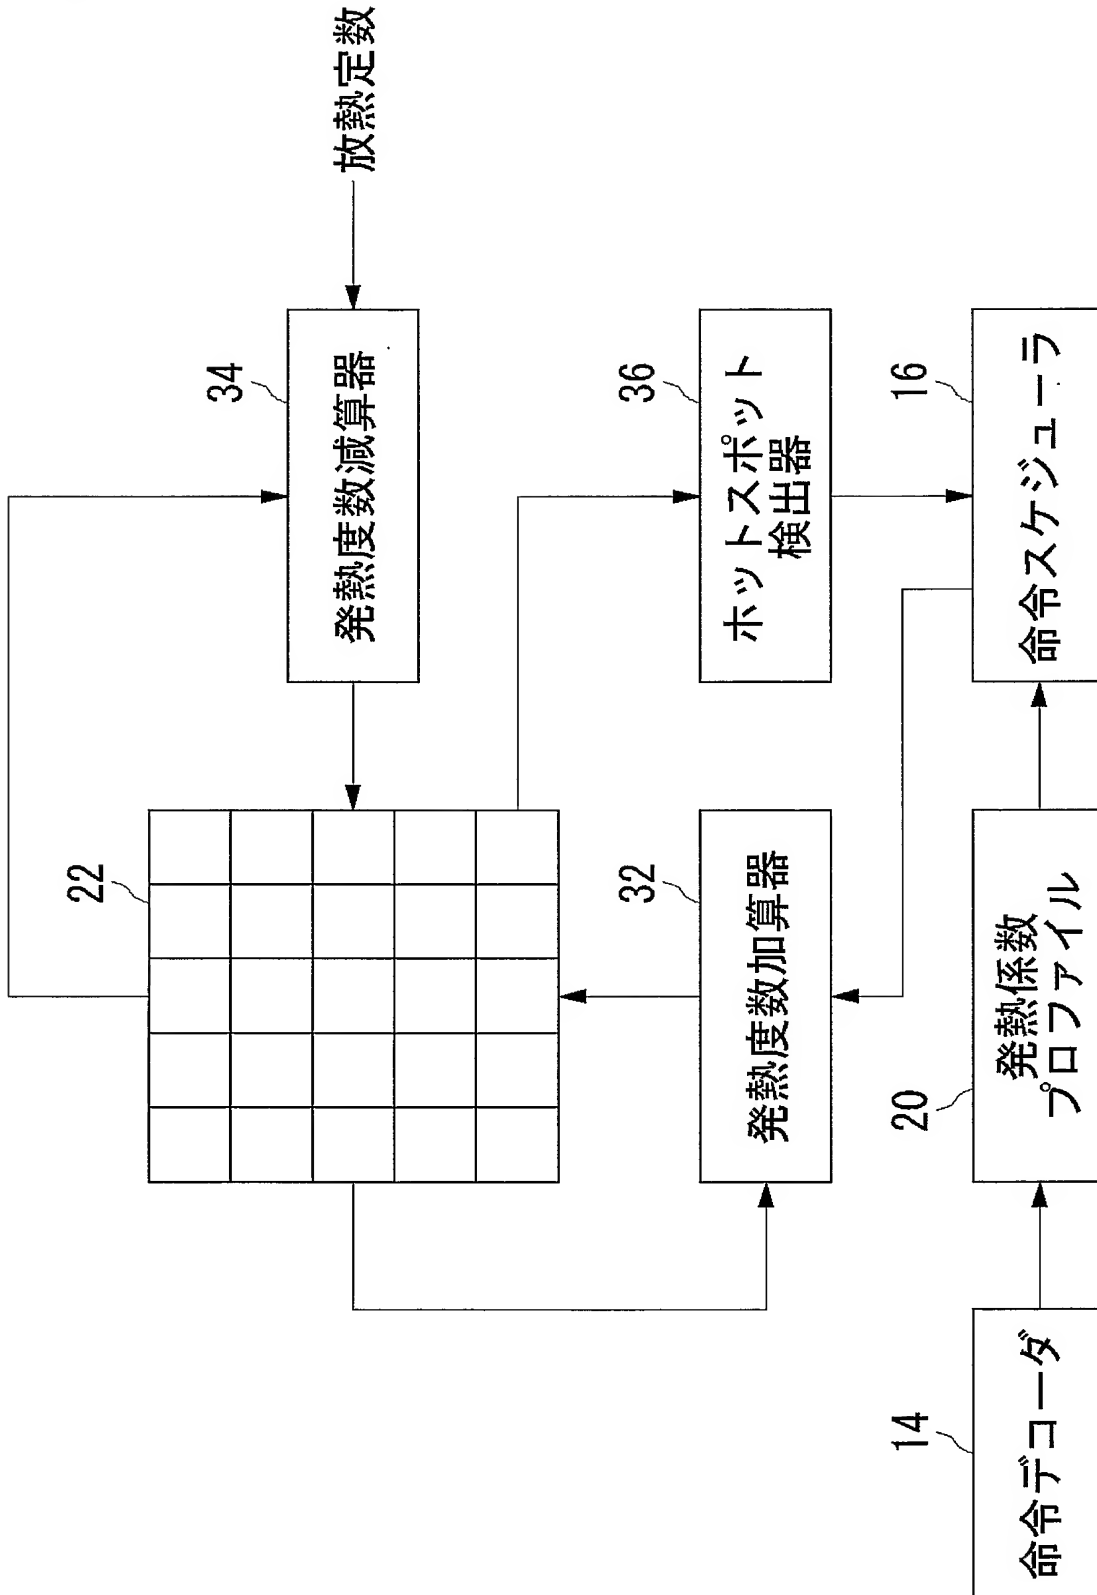 放熱定数
34
発熱度数減算器
22
36
ホットスポット
検出器
32
発熱度数加算器
16
命令スケジューラ
20
発熱係数
プロファイル
14
命令デコーダ